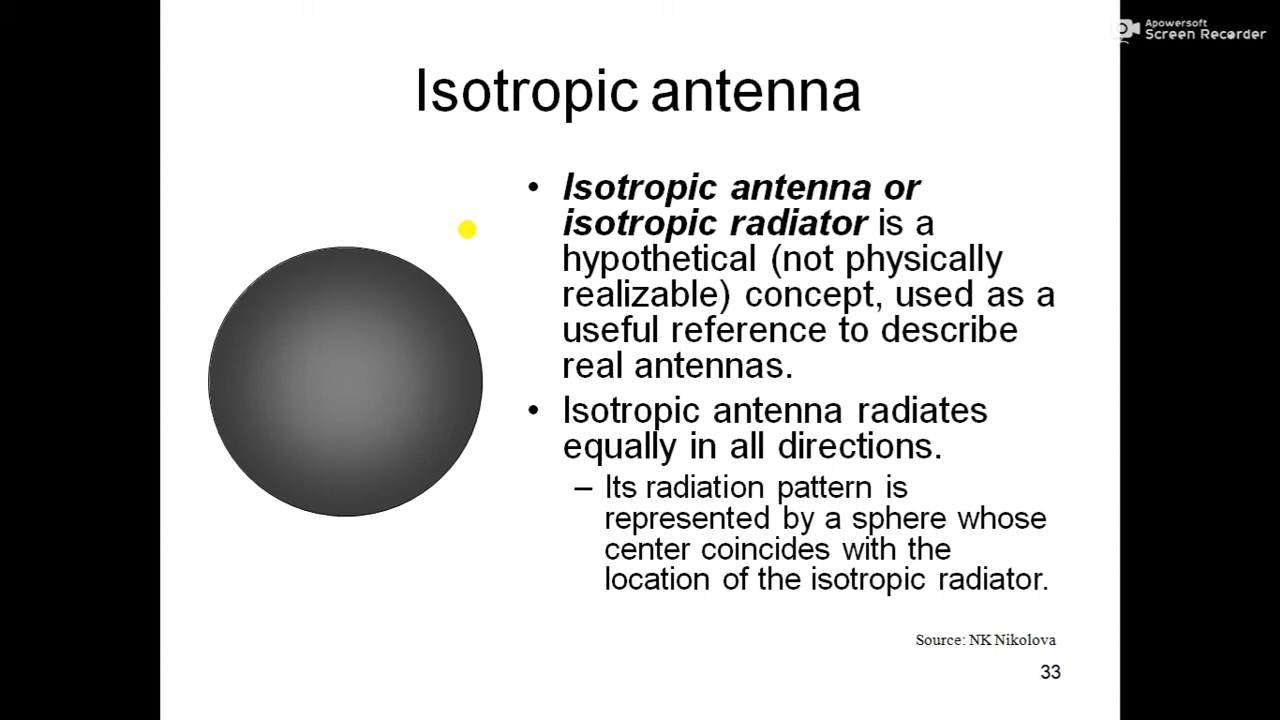 Apowersoft
Screen Recorder
Isotropic antenna
• Isotropic antenna or
isotropic radiator is a
hypothetical (not physically
realizable) concept, used as a
useful reference to describe
real antennas.
• Isotropic antenna radiates
equally in all directions.
– Its radiation pattern is
represented by a sphere whose
center coincides with the
location of the isotropic radiator.
Source: NK Nikolova
33